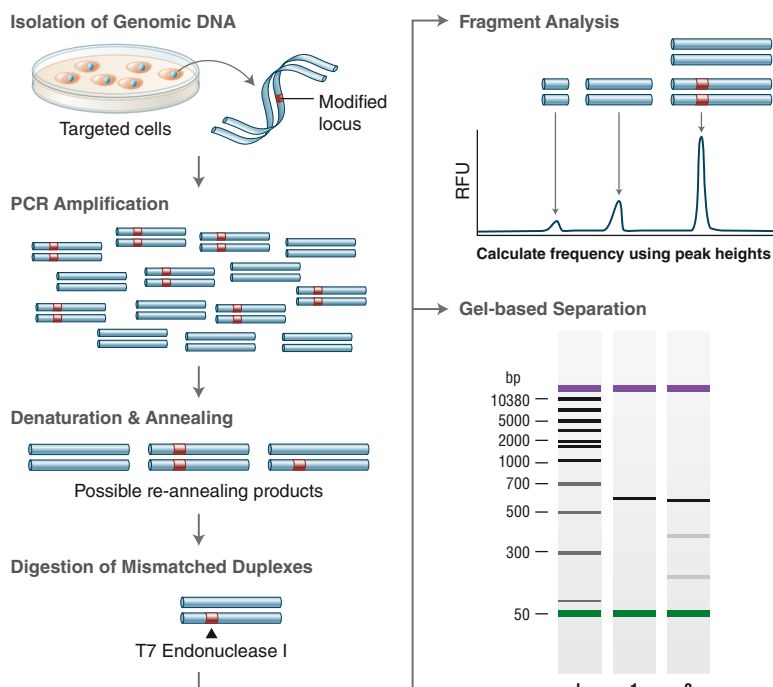 Isolation of Genomic DNA
Targeted cells
Modified
locus
PCR Amplification
Denaturation & Annealing
Possible re-annealing products
Digestion of Mismatched Duplexes
T7 Endonuclease I
Fragment Analysis
RFU
Calculate frequency using peak heights
Gel-based Separation
bp
10380
5000
2000
1000
700
500
300
50